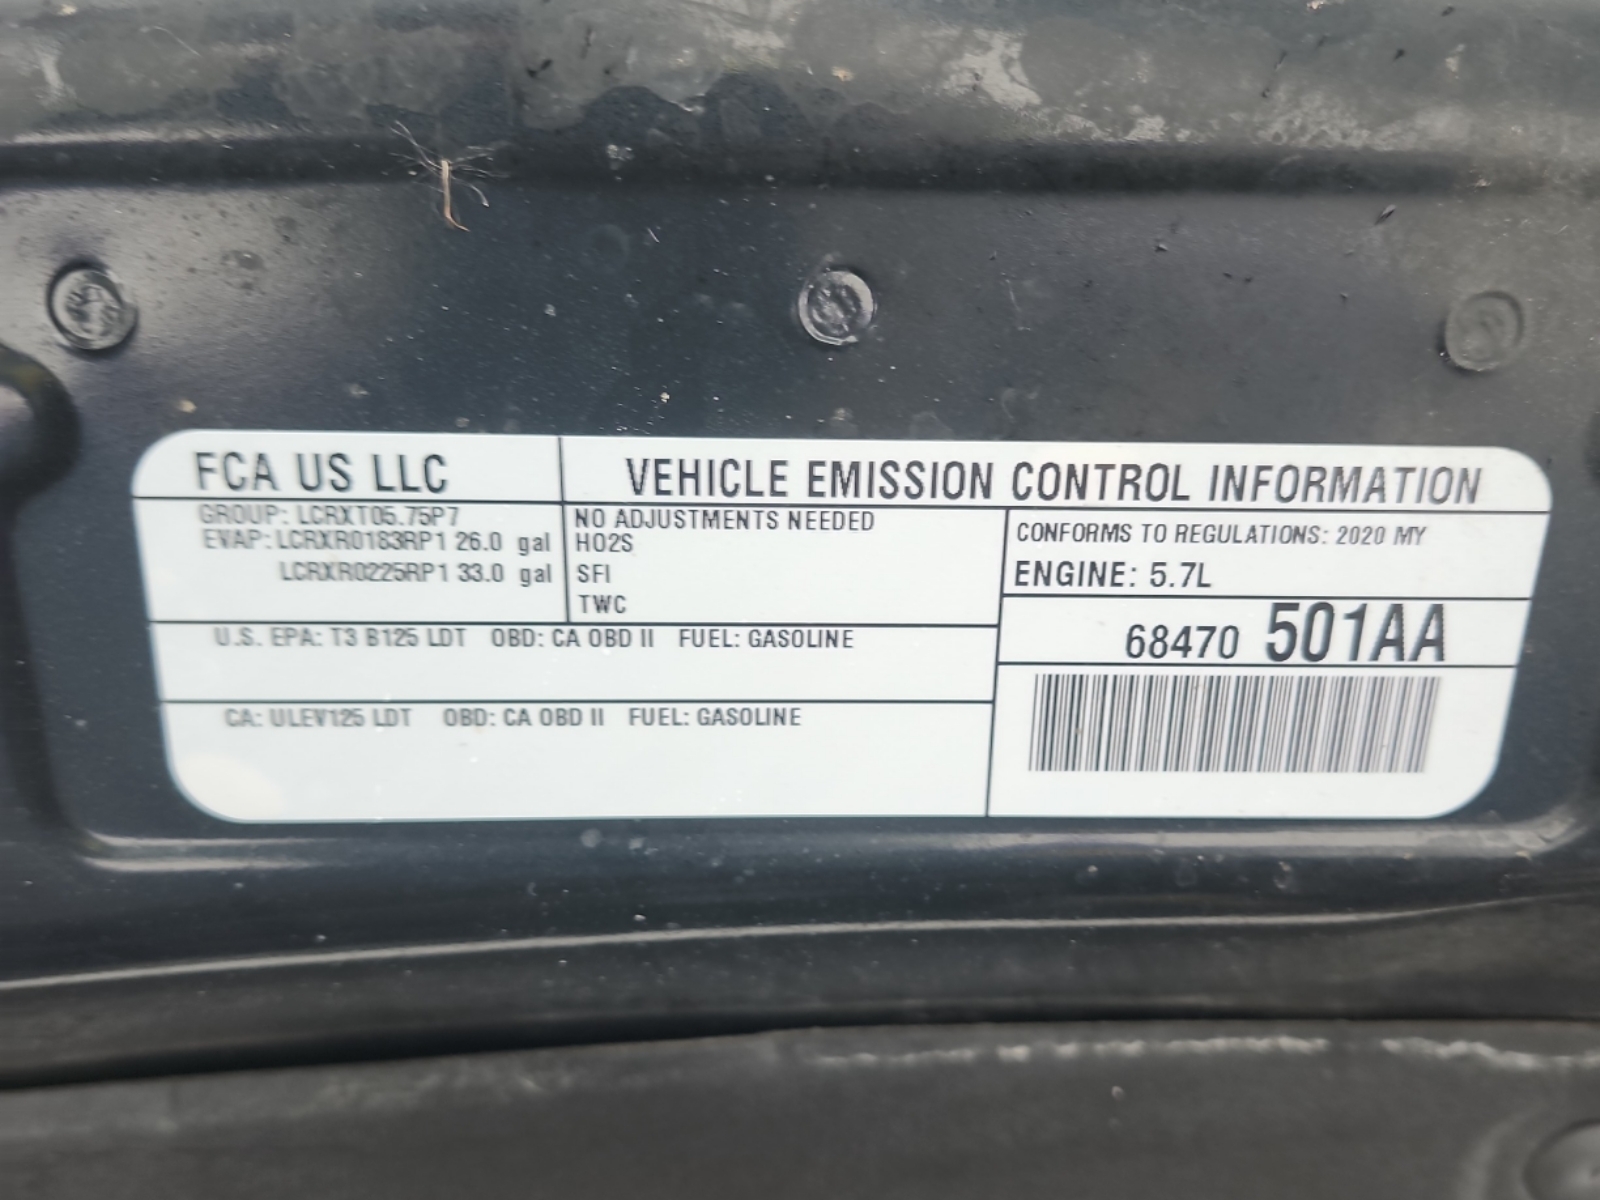 FCA US LLC
VEHICLE EMISSION CONTROL INFORMATION
GROUP: LCRXT05.75P7
EVAP: LCRXR0183RP1 26.0 gal
LCRXR0225RP1 33.0 gal
NO ADJUSTMENTS NEEDED
HO2S
SFI
TWC
CONFORMS TO REGULATIONS: 2020 MY
ENGINE: 5.7L
U.S. EPA: T3 B125 LDT OBD: CA OBD II FUEL: GASOLINE
CA: ULEV125 LDT OBD: CA OBD II FUEL: GASOLINE
68470 501AA